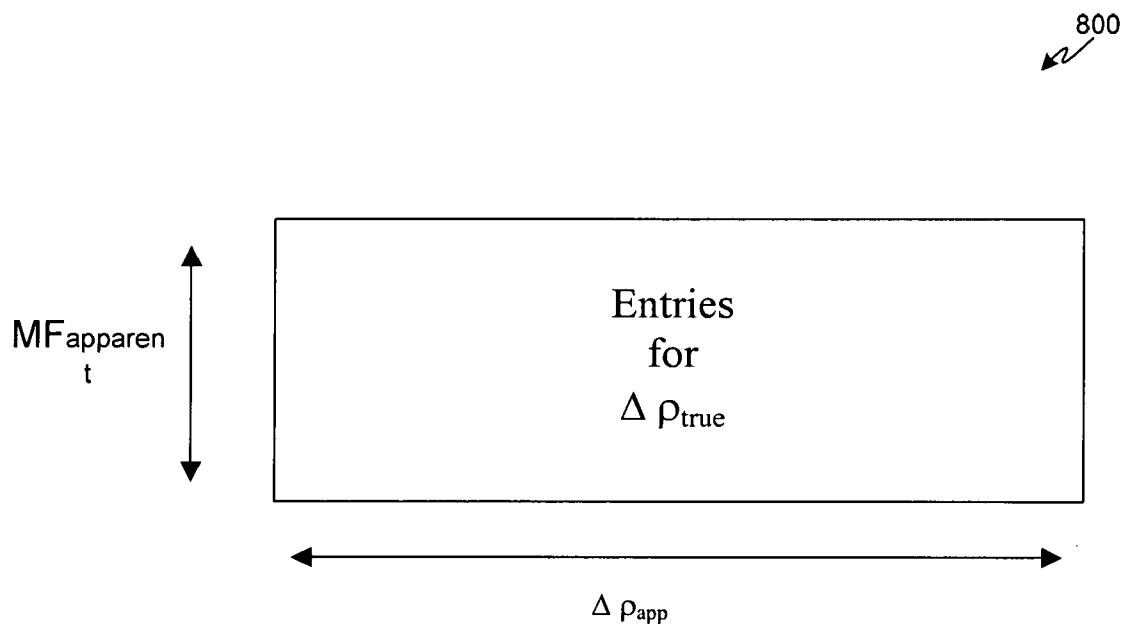 800
Entries
for
Δ ρtrue
MFapparen
t
Δ ρapp